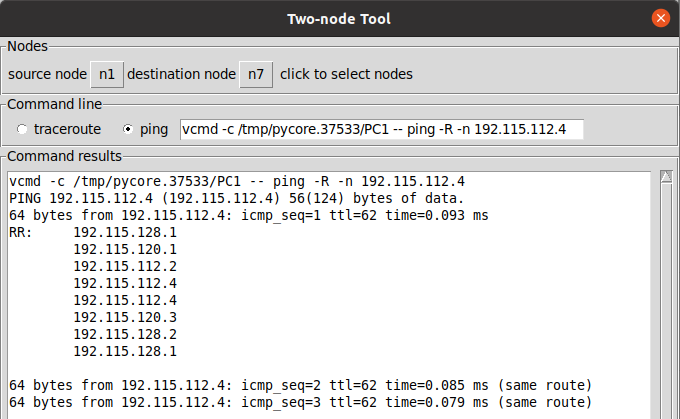 Two-node Tool
Nodes
source node n1 destination node n7 click to select nodes
Command line
traceroute ping vcmd -c /tmp/pycore.37533/PC1 -- ping -R -n 192.115.112.4
Command results
vcmd -c /tmp/pycore.37533/PC1 -- ping -R -n 192.115.112.4
PING 192.115.112.4 (192.115.112.4) 56(124) bytes of data.
64 bytes from 192.115.112.4: icmp_seq=1 ttl=62 time=0.093 ms
RR: 192.115.128.1
192.115.120.1
192.115.112.2
192.115.112.4
192.115.112.4
192.115.120.3
192.115.128.2
192.115.128.1
64 bytes from 192.115.112.4: icmp_seq=2 ttl=62 time=0.085 ms (same route)
64 bytes from 192.115.112.4: icmp_seq=3 ttl=62 time=0.079 ms (same route)